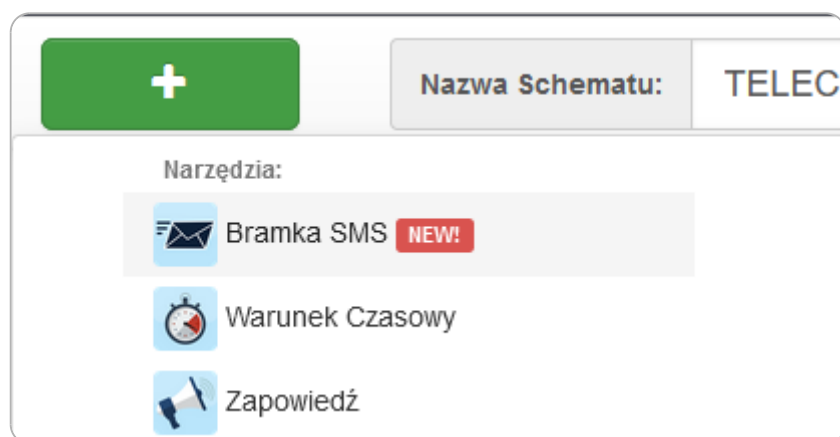 Nazwa Schematu: TELEC
Narzędzia:
Bramka SMS NEW!
Warunek Czasowy
Zapowiedź